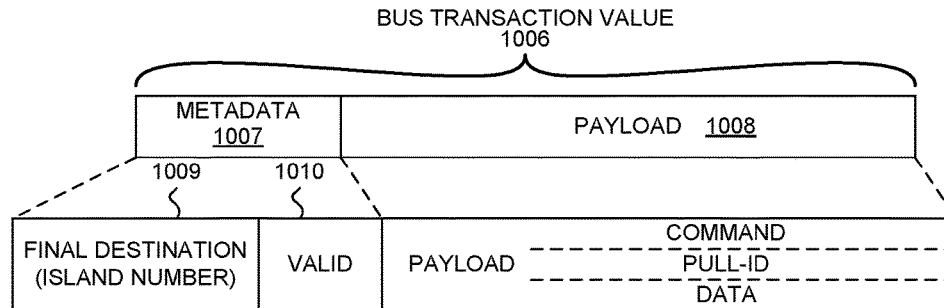 BUS TRANSACTION VALUE
1006
METADATA
1007
PAYLOAD 1008
1009
1010
FINAL DESTINATION
(ISLAND NUMBER)
VALID
PAYLOAD
COMMAND
PULL-ID
DATA